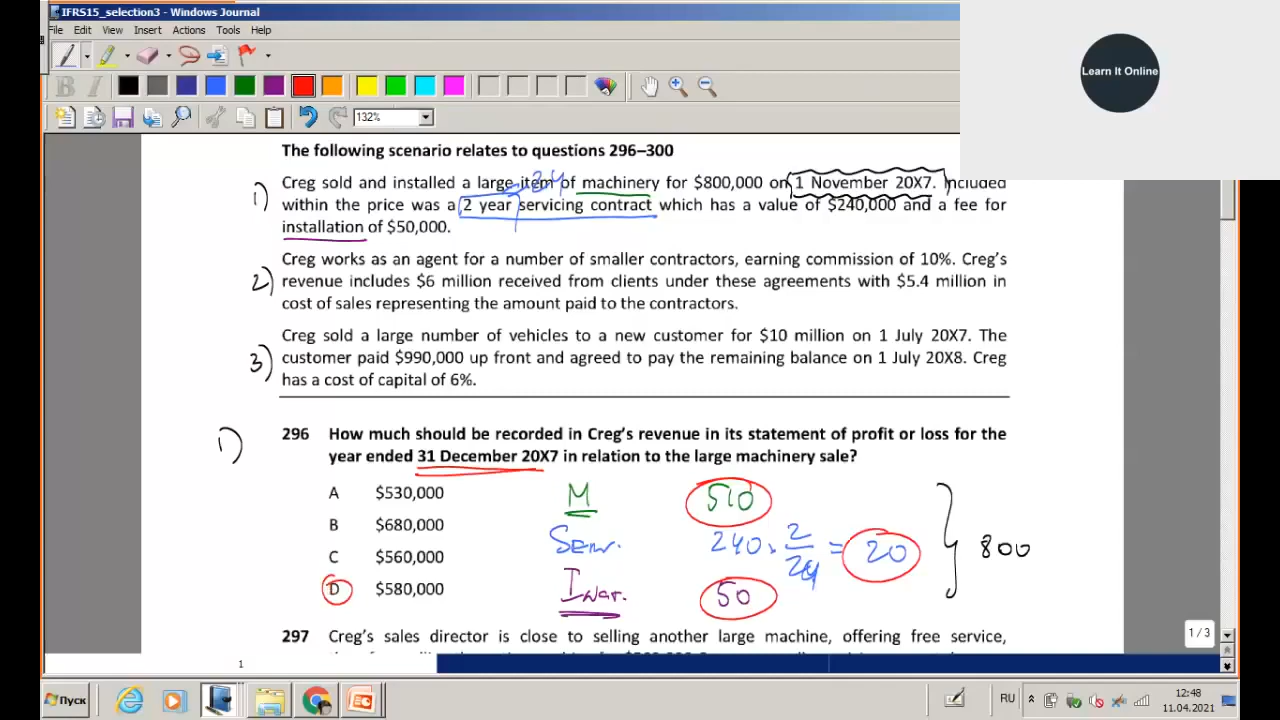 IFRS15_selection3 - Windows Journal
File Edit View Insert Actions Tools Help
Learn It Online
B I
132%
The following scenario relates to questions 296–300
24
1) Creg sold and installed a large item of machinery for $800,000 on 1 November 20X7. Included
within the price was a 2 year servicing contract which has a value of $240,000 and a fee for
installation of $50,000.
Creg works as an agent for a number of smaller contractors, earning commission of 10%. Creg's
2) revenue includes $6 million received from clients under these agreements with $5.4 million in
cost of sales representing the amount paid to the contractors.
Creg sold a large number of vehicles to a new customer for $10 million on 1 July 20X7. The
3) customer paid $990,000 up front and agreed to pay the remaining balance on 1 July 20X8. Creg
has a cost of capital of 6%.
1) 296 How much should be recorded in Creg's revenue in its statement of profit or loss for the
year ended 31 December 20X7 in relation to the large machinery sale?
A $530,000 M 510
B $680,000 Serv. 240 · 2/24 = 20 800
C $560,000
D $580,000 50
297 Creg's sales director is close to selling another large machine, offering free service,
1 / 3
1
Пуск
RU
12:48
11.04.2021